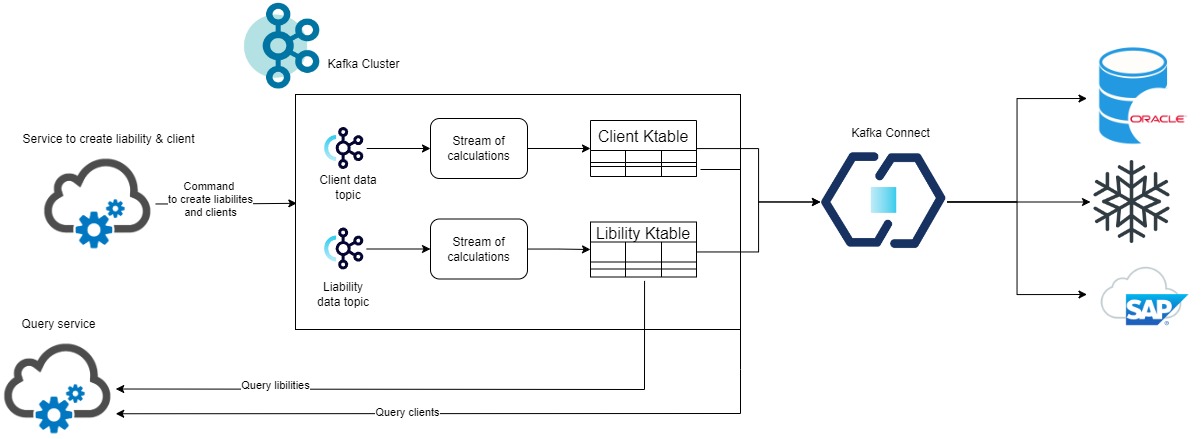 Kafka Cluster
Service to create liability & client
Command
to create liabilites
and clients
Client data
topic
Stream of
calculations
Client Ktable
Liability
data topic
Stream of
calculations
Libility Ktable
Kafka Connect
ORACLE
SAP
Query service
Query libilities
Query clients